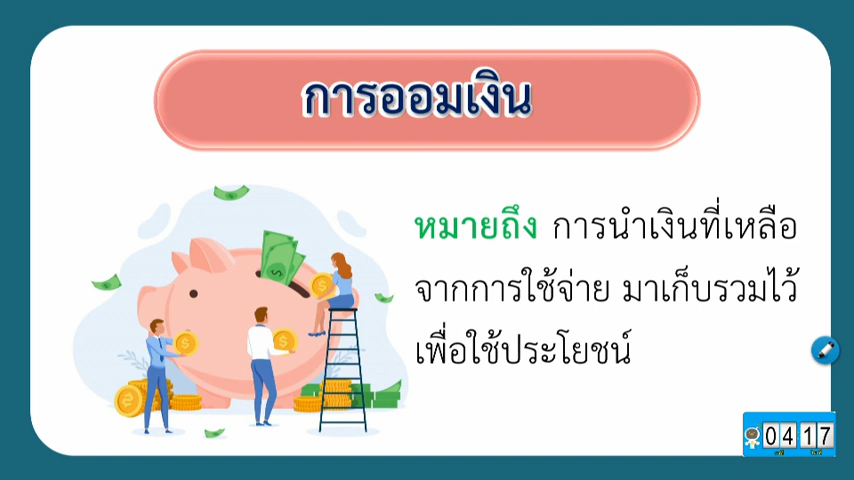 การออมเงิน
หมายถึง การนำเงินที่เหลือ
จากการใช้จ่าย มาเก็บรวมไว้
เพื่อใช้ประโยชน์
04 17